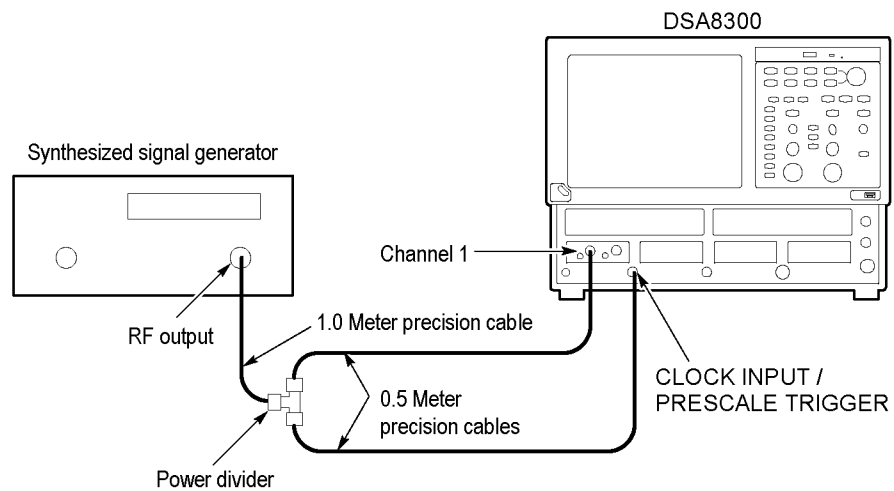 DSA8300
Synthesized signal generator
Channel 1
RF output
1.0 Meter precision cable
CLOCK INPUT /
PRESCALE TRIGGER
0.5 Meter
precision cables
Power divider